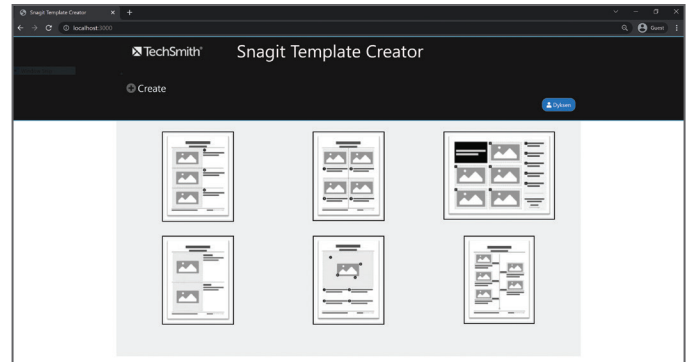 Snagit Template Creator
localhost:3000
Guest
TechSmith®
Snagit Template Creator
Create
Dyksen